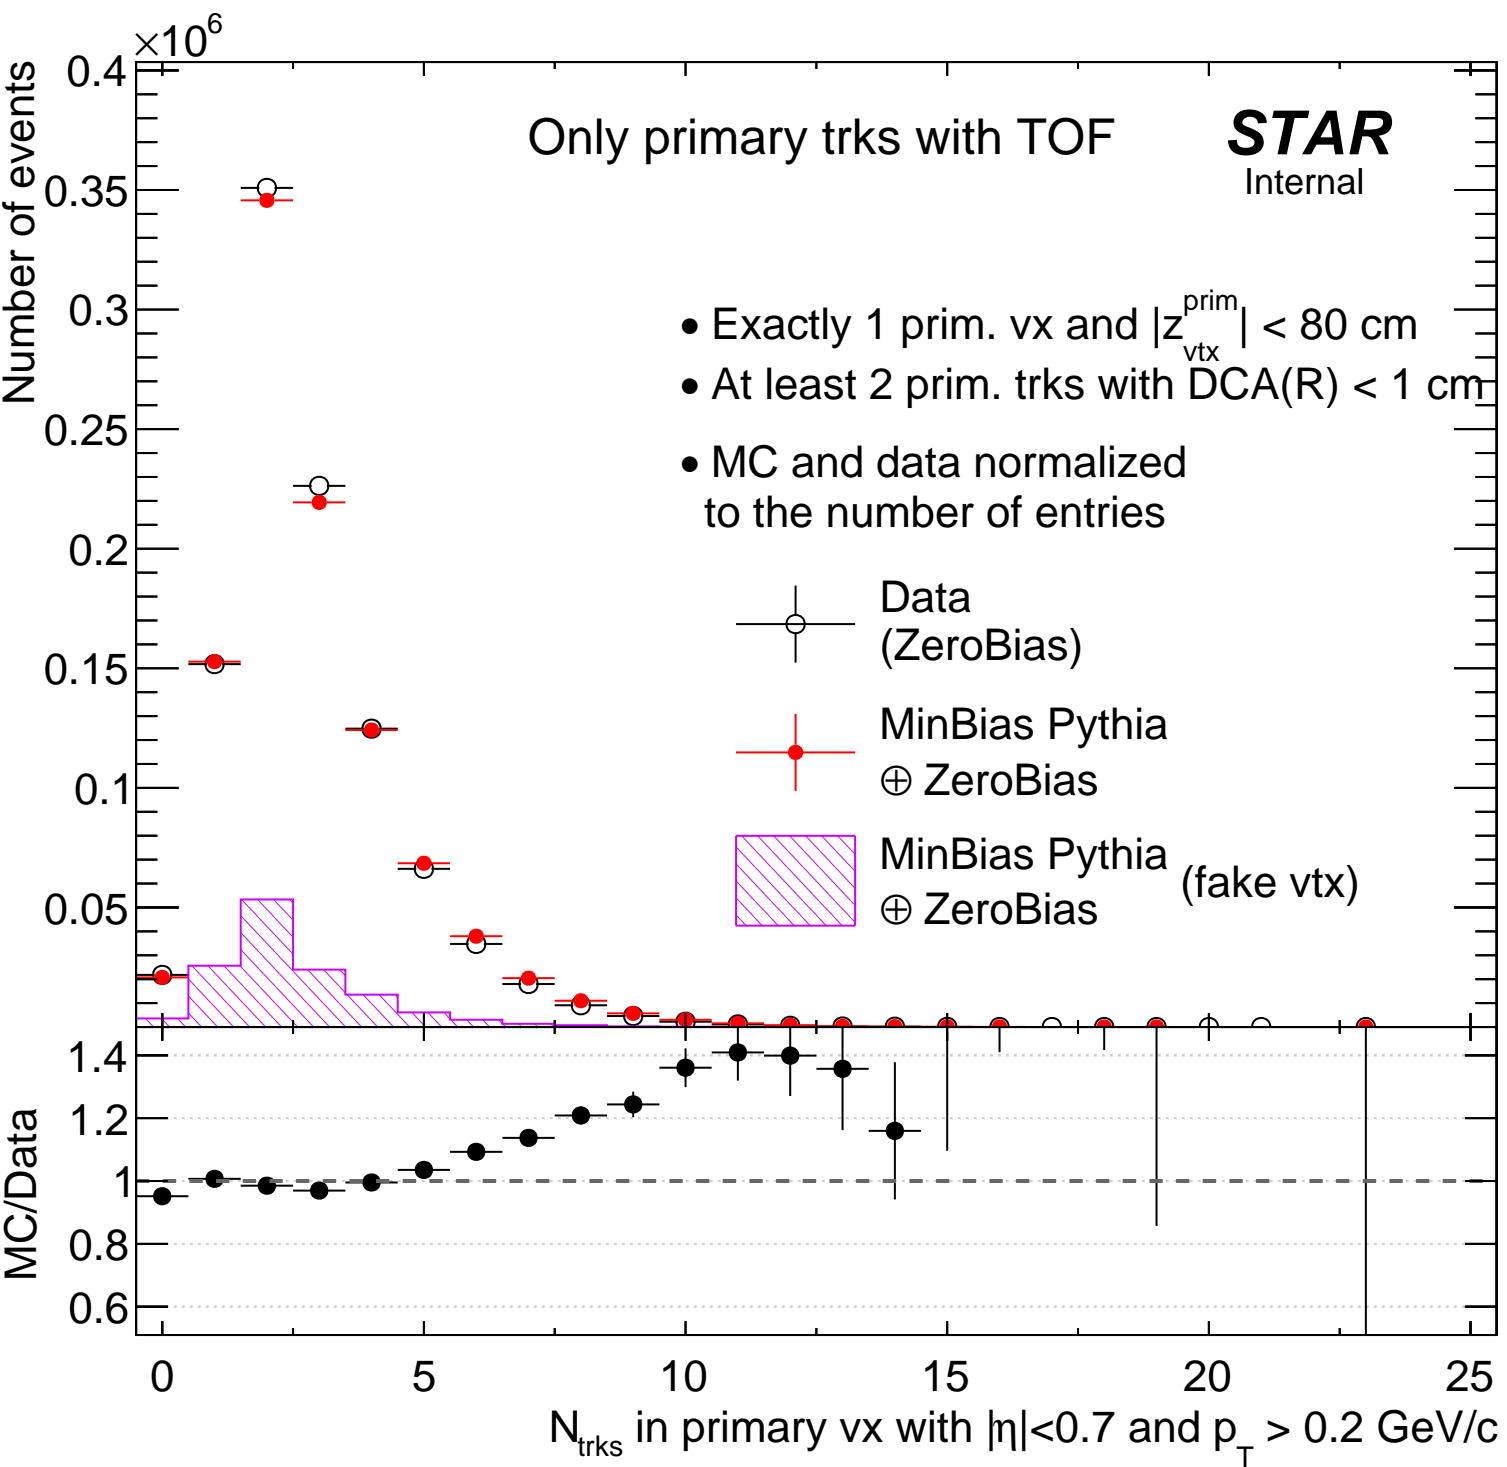 ×10⁶
0.4
0.35
0.3
0.25
0.2
0.15
0.1
0.05
Number of events
Only primary trks with TOF
STAR
Internal
• Exactly 1 prim. vx and |z_vtx^prim| < 80 cm
• At least 2 prim. trks with DCA(R) < 1 cm
• MC and data normalized
to the number of entries
Data
(ZeroBias)
MinBias Pythia
⊕ ZeroBias
MinBias Pythia
⊕ ZeroBias
(fake vtx)
1.4
1.2
1
0.8
0.6
MC/Data
0 5 10 15 20 25
N_trks in primary vx with |η|<0.7 and p_T > 0.2 GeV/c